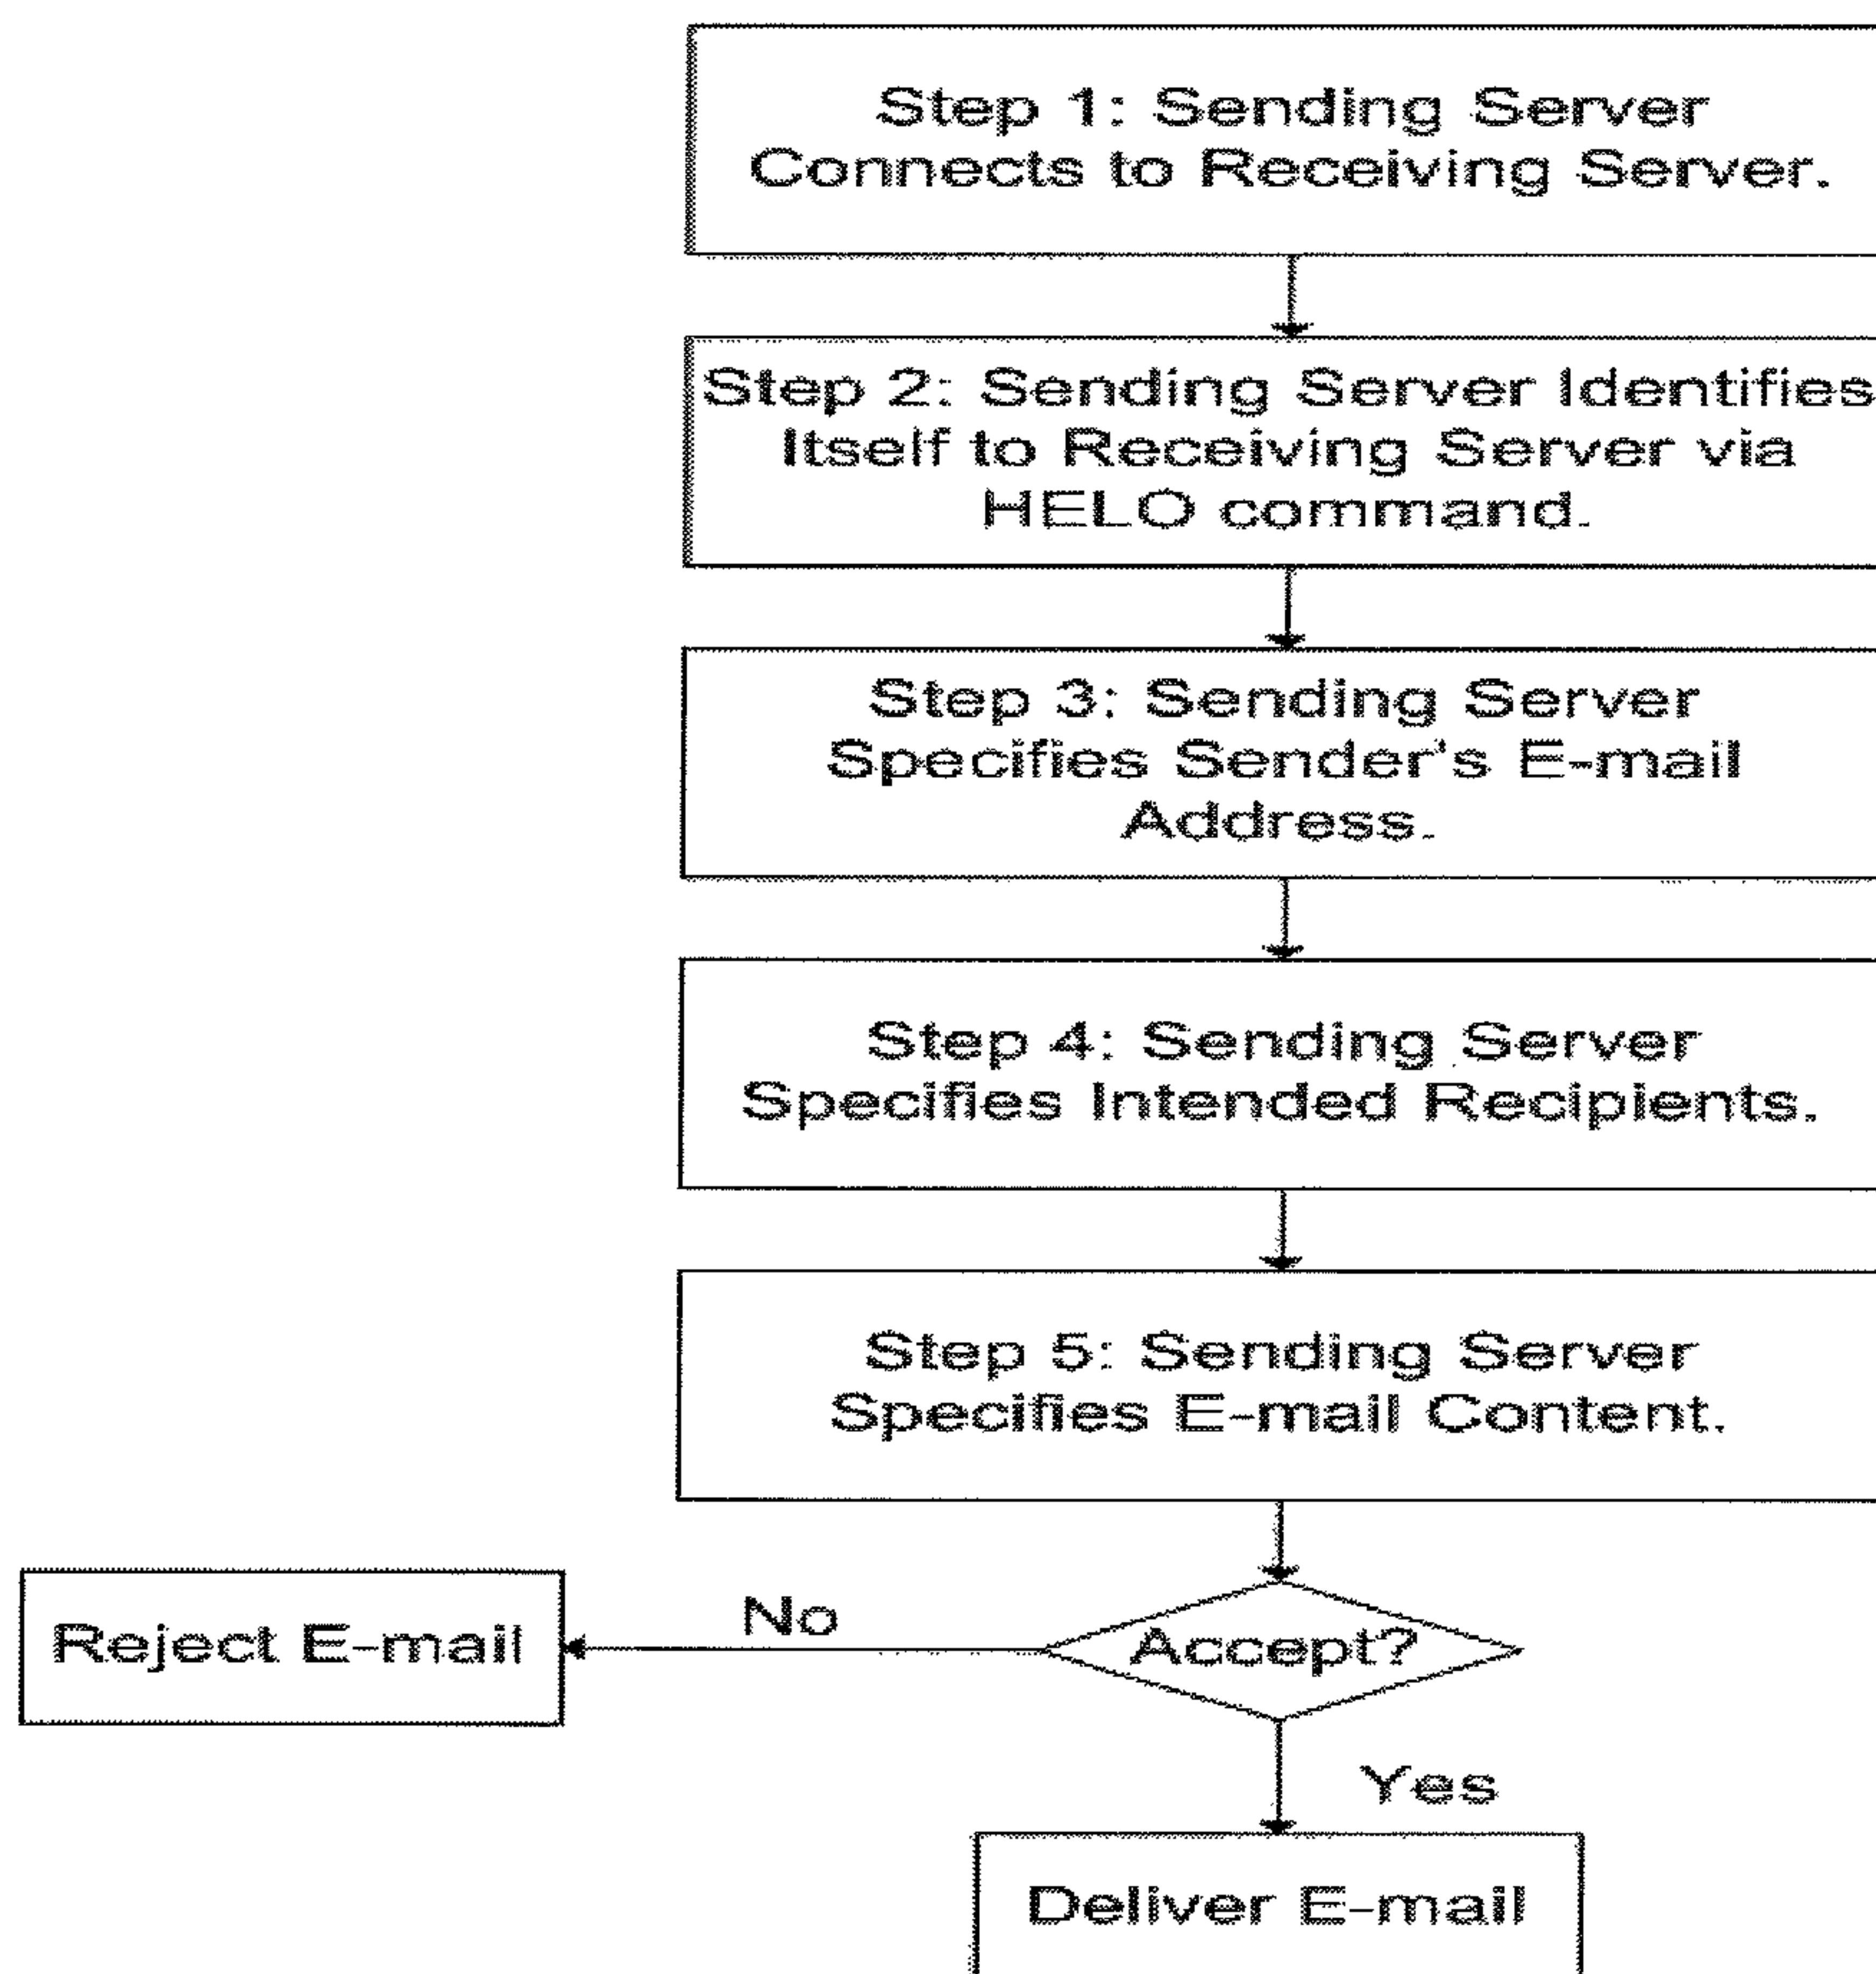 Step 1: Sending Server
Connects to Receiving Server.
Step 2: Sending Server Identifies
Itself to Receiving Server via
HELO command.
Step 3: Sending Server
Specifies Sender's E-mail
Address.
Step 4: Sending Server
Specifies Intended Recipients.
Step 5: Sending Server
Specifies E-mail Content.
No
Reject E-mail
Accept?
Yes
Deliver E-mail